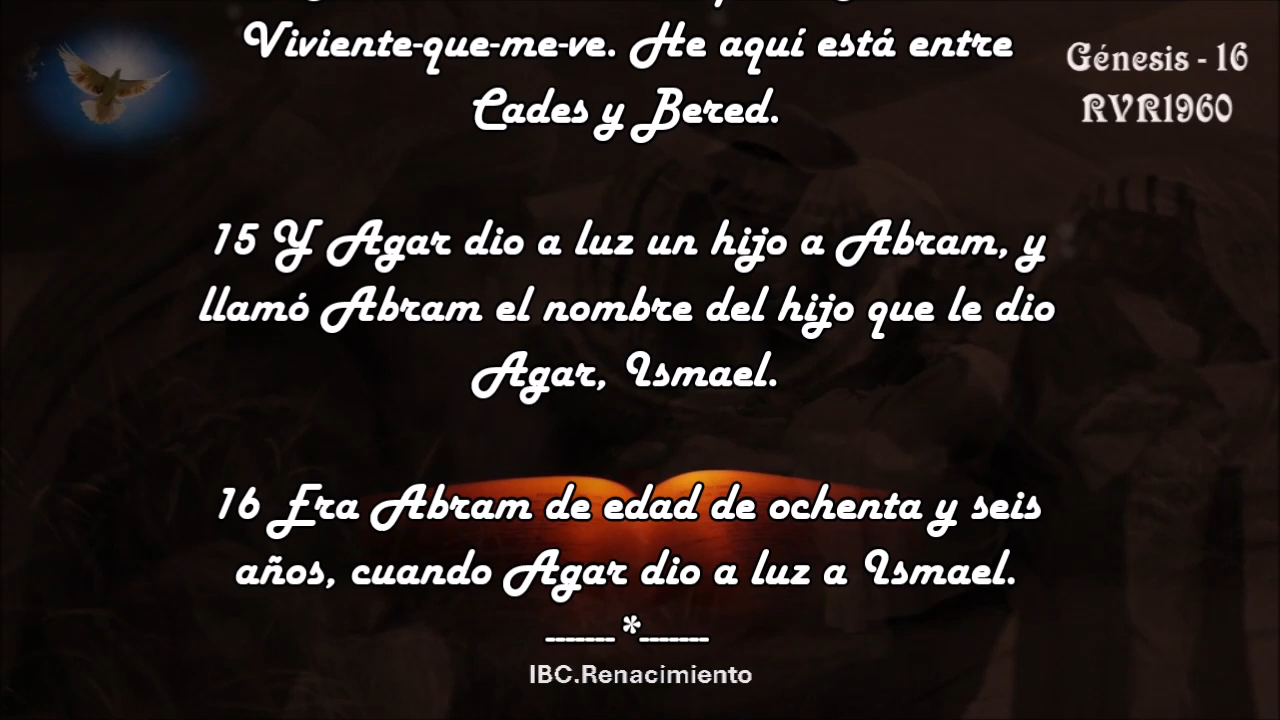 Viviente-que-me-ve. He aquí está entre
Cades y Bered.
Génesis - 16
RVR1960
15 Y Agar dio a luz un hijo a Abram, y
llamó Abram el nombre del hijo que le dio
Agar, Ismael.
16 Era Abram de edad de ochenta y seis
años, cuando Agar dio a luz a Ismael.
------- *-------
IBC.Renacimiento